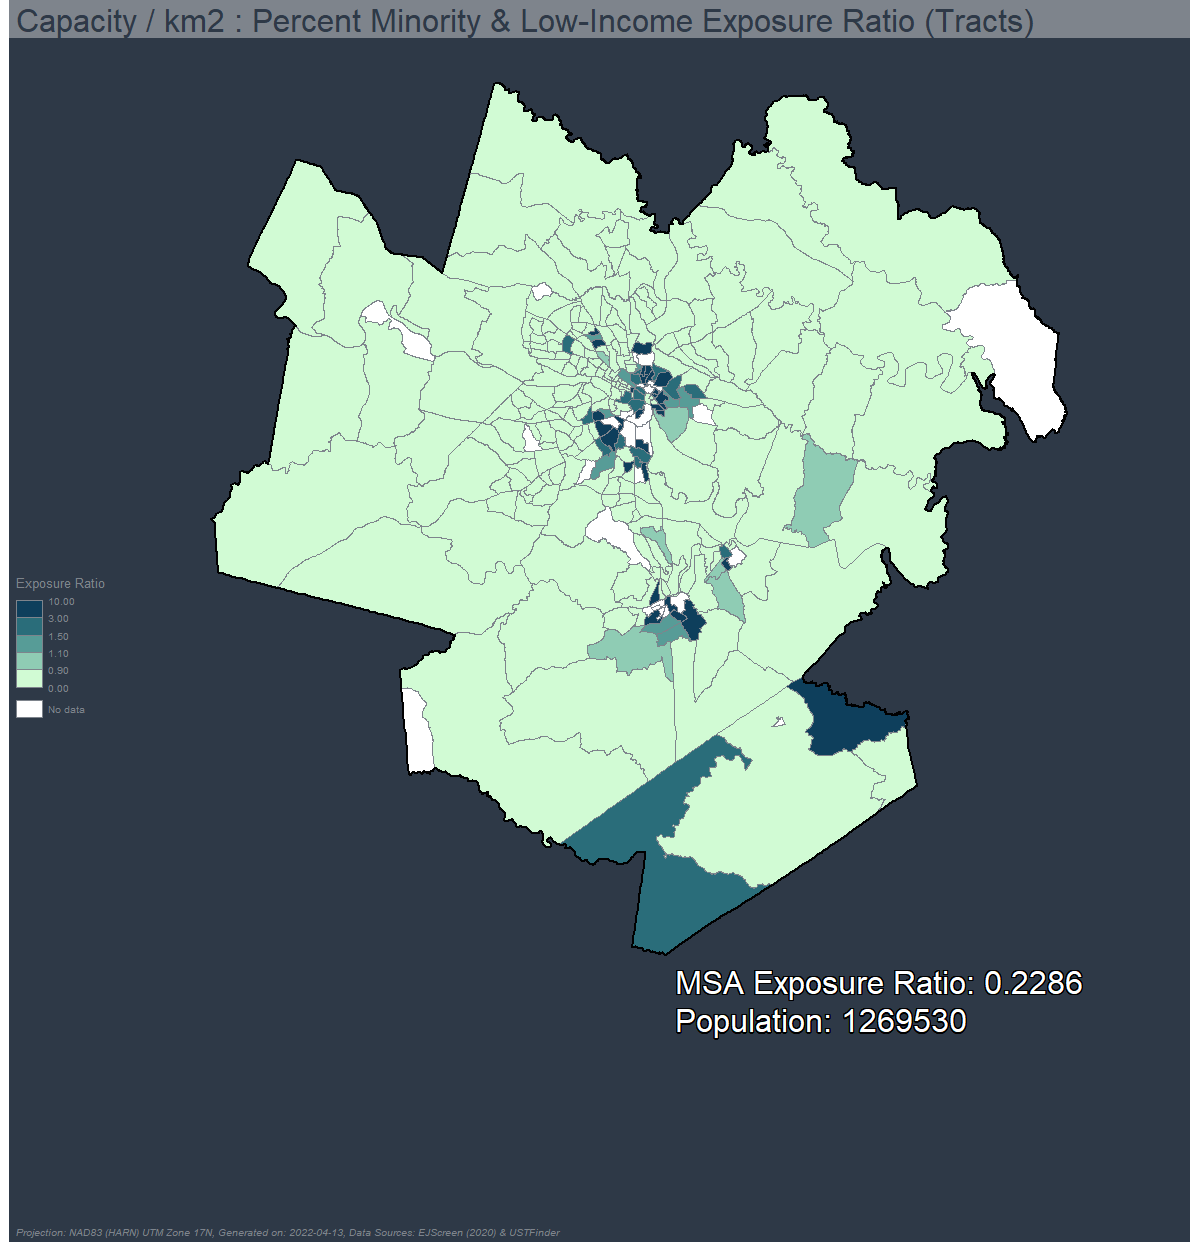 Capacity / km2 : Percent Minority & Low-Income Exposure Ratio (Tracts)
Exposure Ratio
10.00
3.00
1.50
1.10
0.90
0.00
No data
MSA Exposure Ratio: 0.2286
Population: 1269530
Projection: NAD83 (HARN) UTM Zone 17N, Generated on: 2022-04-13, Data Sources: EJScreen (2020) & USTFinder